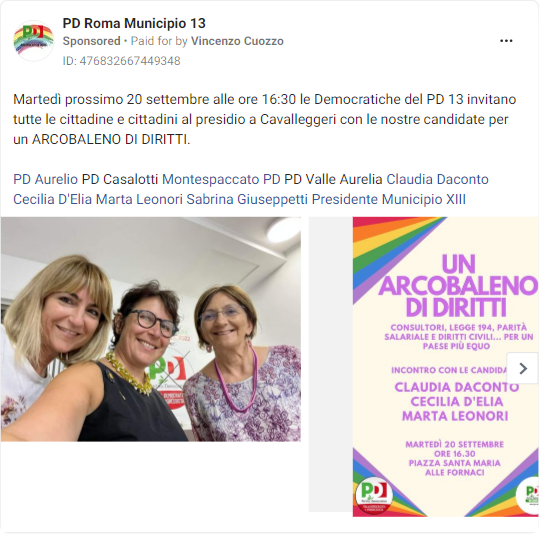 PD Roma Municipio 13
Sponsored • Paid for by Vincenzo Cuozzo
ID: 476832667449348
Martedì prossimo 20 settembre alle ore 16:30 le Democratiche del PD 13 invitano
tutte le cittadine e cittadini al presidio a Cavalleggeri con le nostre candidate per
un ARCOBALENO DI DIRITTI.
PD Aurelio PD Casalotti Montespaccato PD PD Valle Aurelia Claudia Daconto
Cecilia D'Elia Marta Leonori Sabrina Giuseppetti Presidente Municipio XIII
PD
UN
ARCOBALENO
DI DIRITTI
CONSULTORI, LEGGE 194, PARITÀ
SALARIALE E DIRITTI CIVILI... PER UN
PAESE PIÙ EQUO
INCONTRO CON LE CANDIDA
CLAUDIA DACONTO
CECILIA D'ELIA
MARTA LEONORI
MARTEDÌ 20 SETTEMBRE
ORE 16.30
PIAZZA SANTA MARIA
ALLE FORNACI
PD